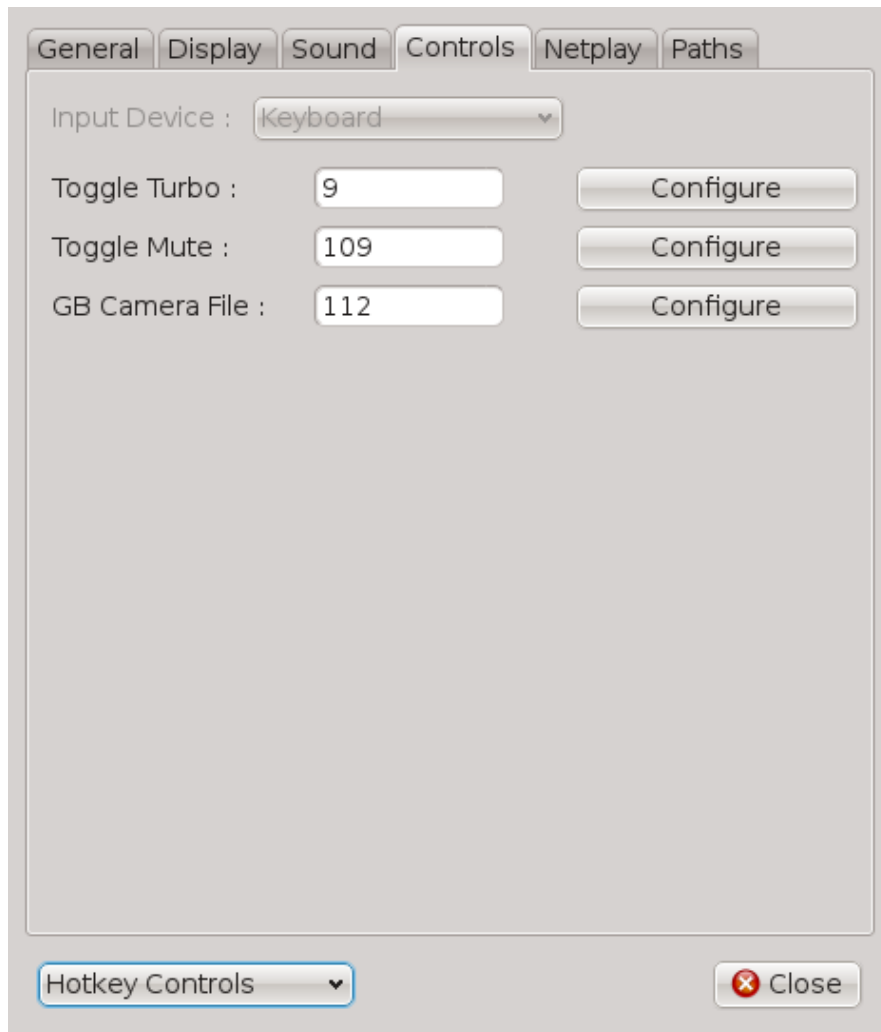 General Display Sound Controls Netplay Paths
Input Device : Keyboard
Toggle Turbo : 9 Configure
Toggle Mute : 109 Configure
GB Camera File : 112 Configure
Hotkey Controls Close